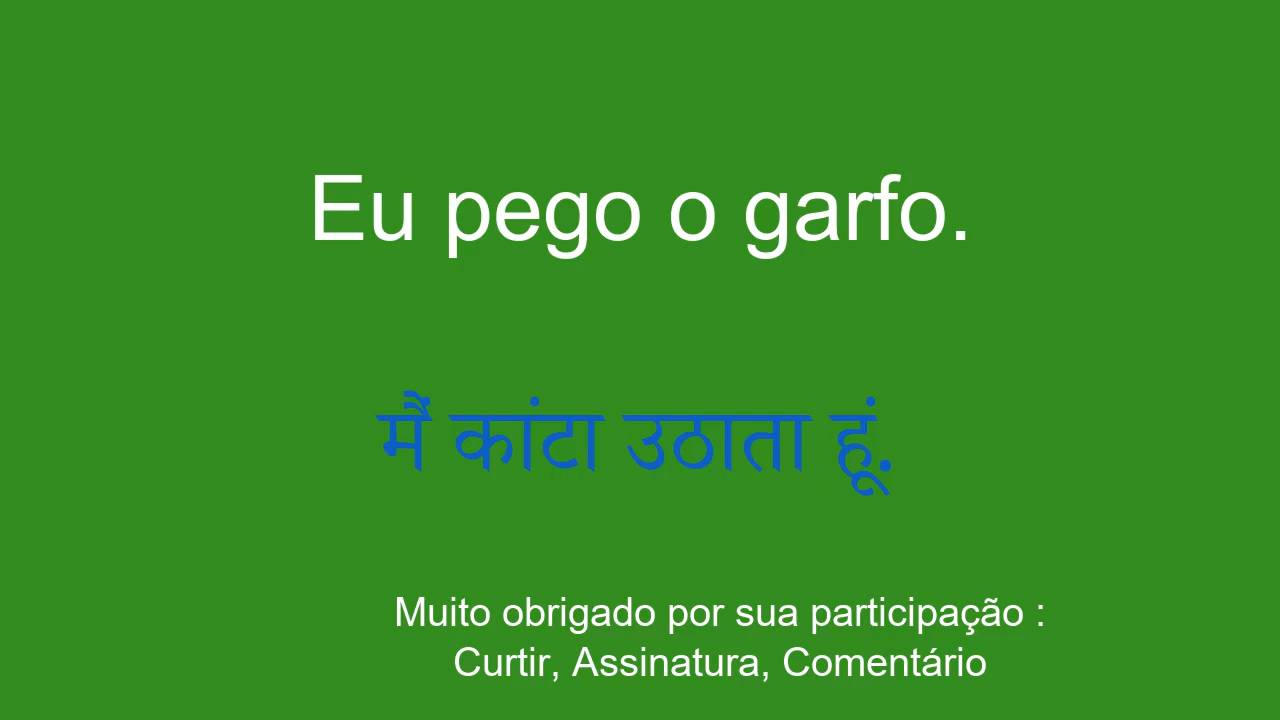 Eu pego o garfo.
मैं कांटा उठाता हूं.
Muito obrigado por sua participação :
Curtir, Assinatura, Comentário